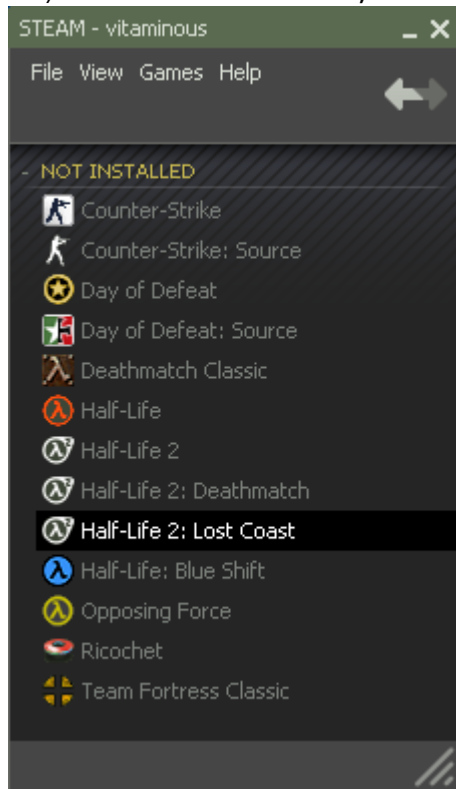 STEAM - vitaminous
File View Games Help
- NOT INSTALLED
Counter-Strike
Counter-Strike: Source
Day of Defeat
Day of Defeat: Source
Deathmatch Classic
Half-Life
Half-Life 2
Half-Life 2: Deathmatch
Half-Life 2: Lost Coast
Half-Life: Blue Shift
Opposing Force
Ricochet
Team Fortress Classic